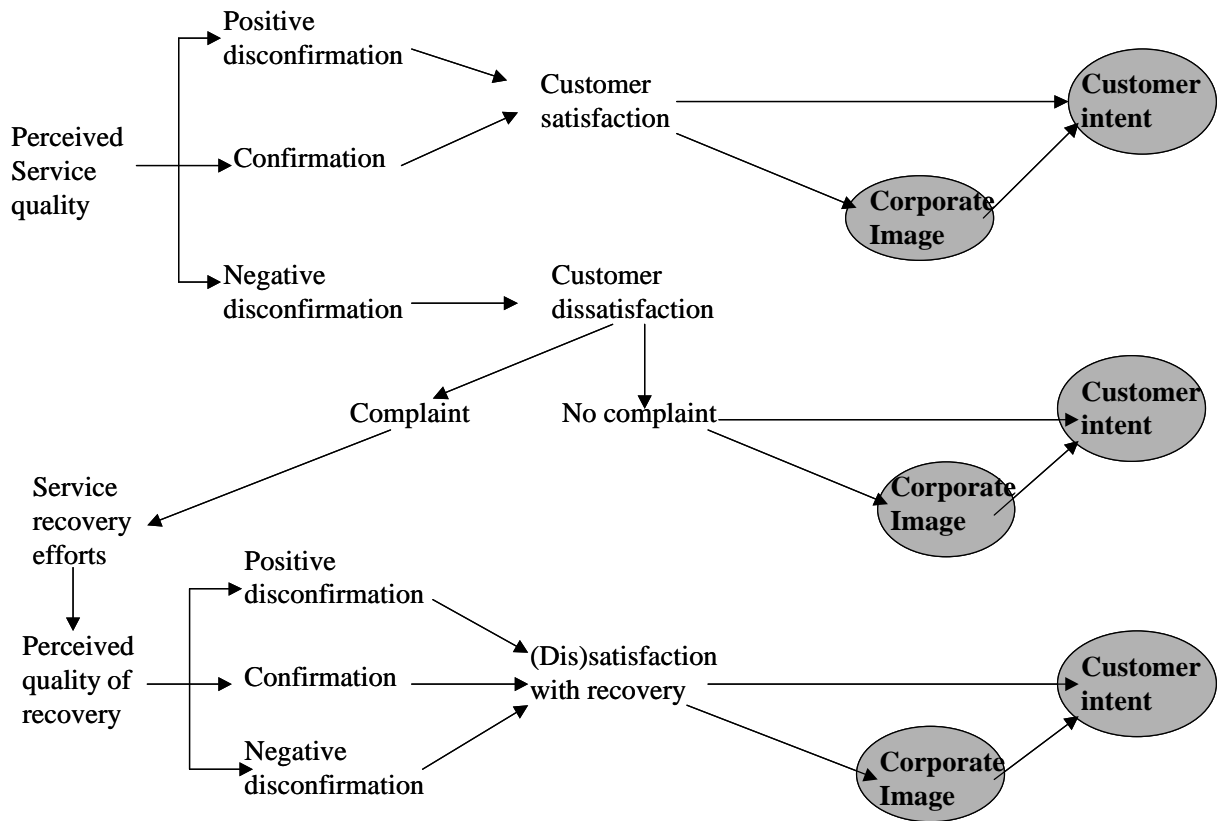 Positive
disconfirmation
Customer
satisfaction
Customer
intent
Perceived
Service
quality
Confirmation
Corporate
Image
Negative
disconfirmation
Customer
dissatisfaction
Complaint
No complaint
Customer
intent
Corporate
Image
Service
recovery
efforts
Positive
disconfirmation
Perceived
quality of
recovery
Confirmation
(Dis)satisfaction
with recovery
Customer
intent
Negative
disconfirmation
Corporate
Image